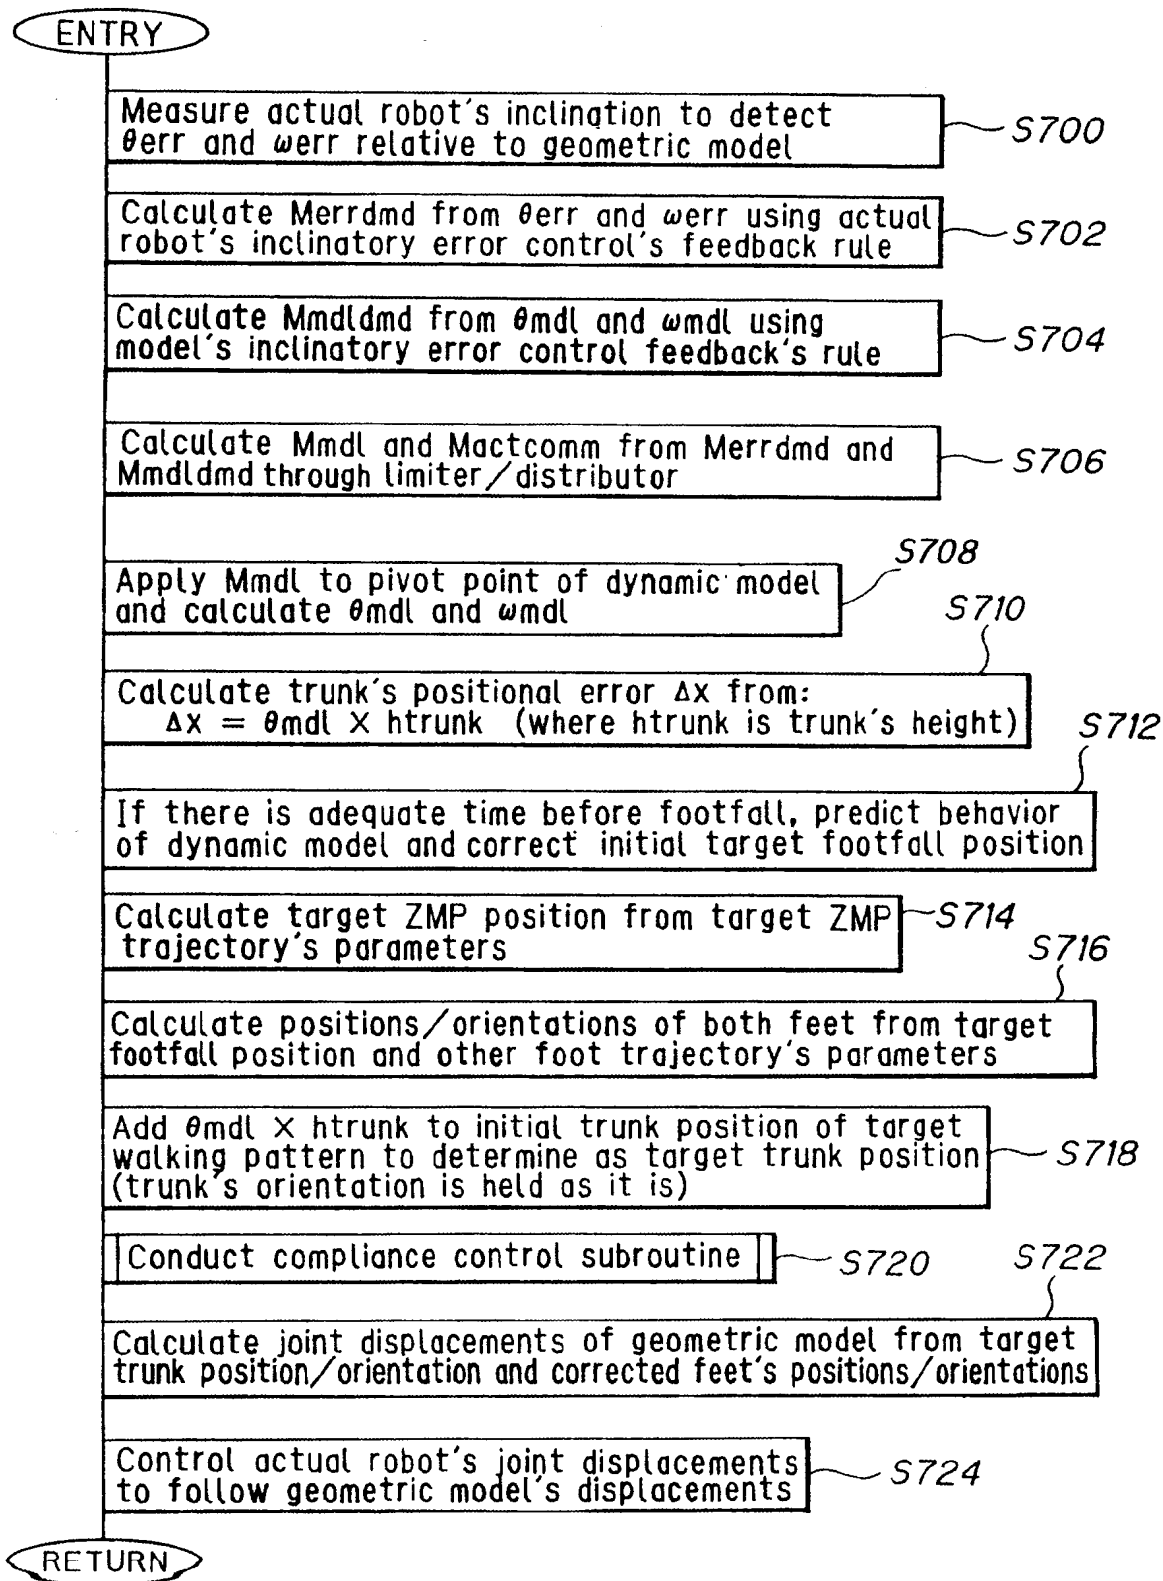 ENTRY
Measure actual robot's inclination to detect
θerr and ωerr relative to geometric model
S700
Calculate Merrdmd from θerr and ωerr using actual
robot's inclinatory error control's feedback rule
S702
Calculate Mmdldmd from θmdl and ωmdl using
model's inclinatory error control feedback's rule
S704
Calculate Mmdl and Mactcomm from Merrdmd and
Mmdldmd through limiter/distributor
S706
S708
Apply Mmdl to pivot point of dynamic model
and calculate θmdl and ωmdl
S710
Calculate trunk's positional error Δx from:
Δx = θmdl X htrunk (where htrunk is trunk's height)
S712
If there is adequate time before footfall, predict behavior
of dynamic model and correct initial target footfall position
Calculate target ZMP position from target ZMP
trajectory's parameters
S714
S716
Calculate positions/orientations of both feet from target
footfall position and other foot trajectory's parameters
Add θmdl X htrunk to initial trunk position of target
walking pattern to determine as target trunk position
(trunk's orientation is held as it is)
S718
Conduct compliance control subroutine
S720
S722
Calculate joint displacements of geometric model from target
trunk position/orientation and corrected feet's positions/orientations
Control actual robot's joint displacements
to follow geometric model's displacements
S724
RETURN